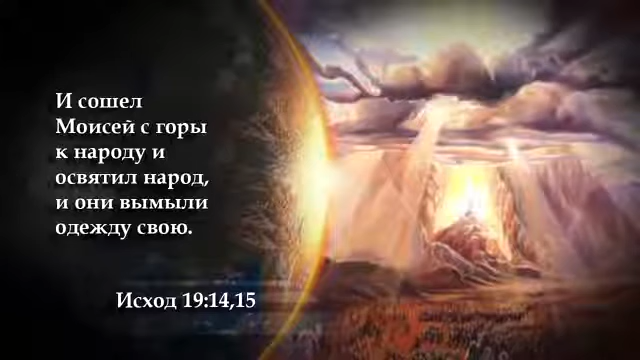 И сошел
Моисей с горы
к народу и
освятил народ,
и они вымыли
одежду свою.
Исход 19:14,15